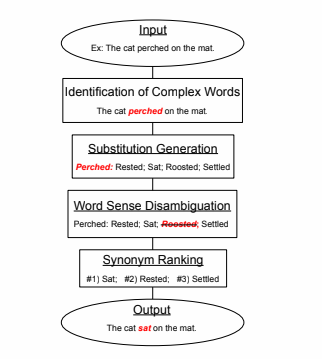 Input
Ex: The cat perched on the mat.
Identification of Complex Words
The cat perched on the mat.
Substitution Generation
Perched: Rested; Sat; Roosted; Settled
Word Sense Disambiguation
Perched: Rested; Sat; Roosted; Settled
Synonym Ranking
#1) Sat; #2) Rested; #3) Settled
Output
The cat sat on the mat.